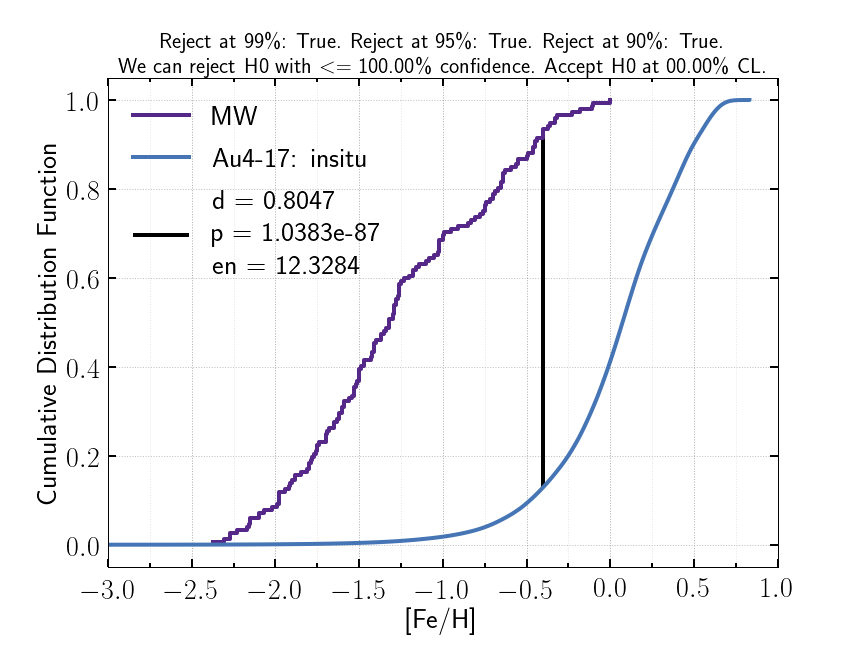 Reject at 99%: True. Reject at 95%: True. Reject at 90%: True.
We can reject H0 with <= 100.00% confidence. Accept H0 at 00.00% CL.
MW
Au4-17: insitu
d = 0.8047
p = 1.0383e-87
en = 12.3284
Cumulative Distribution Function
1.0
0.8
0.6
0.4
0.2
0.0
−3.0 −2.5 −2.0 −1.5 −1.0 −0.5 0.0 0.5 1.0
[Fe/H]